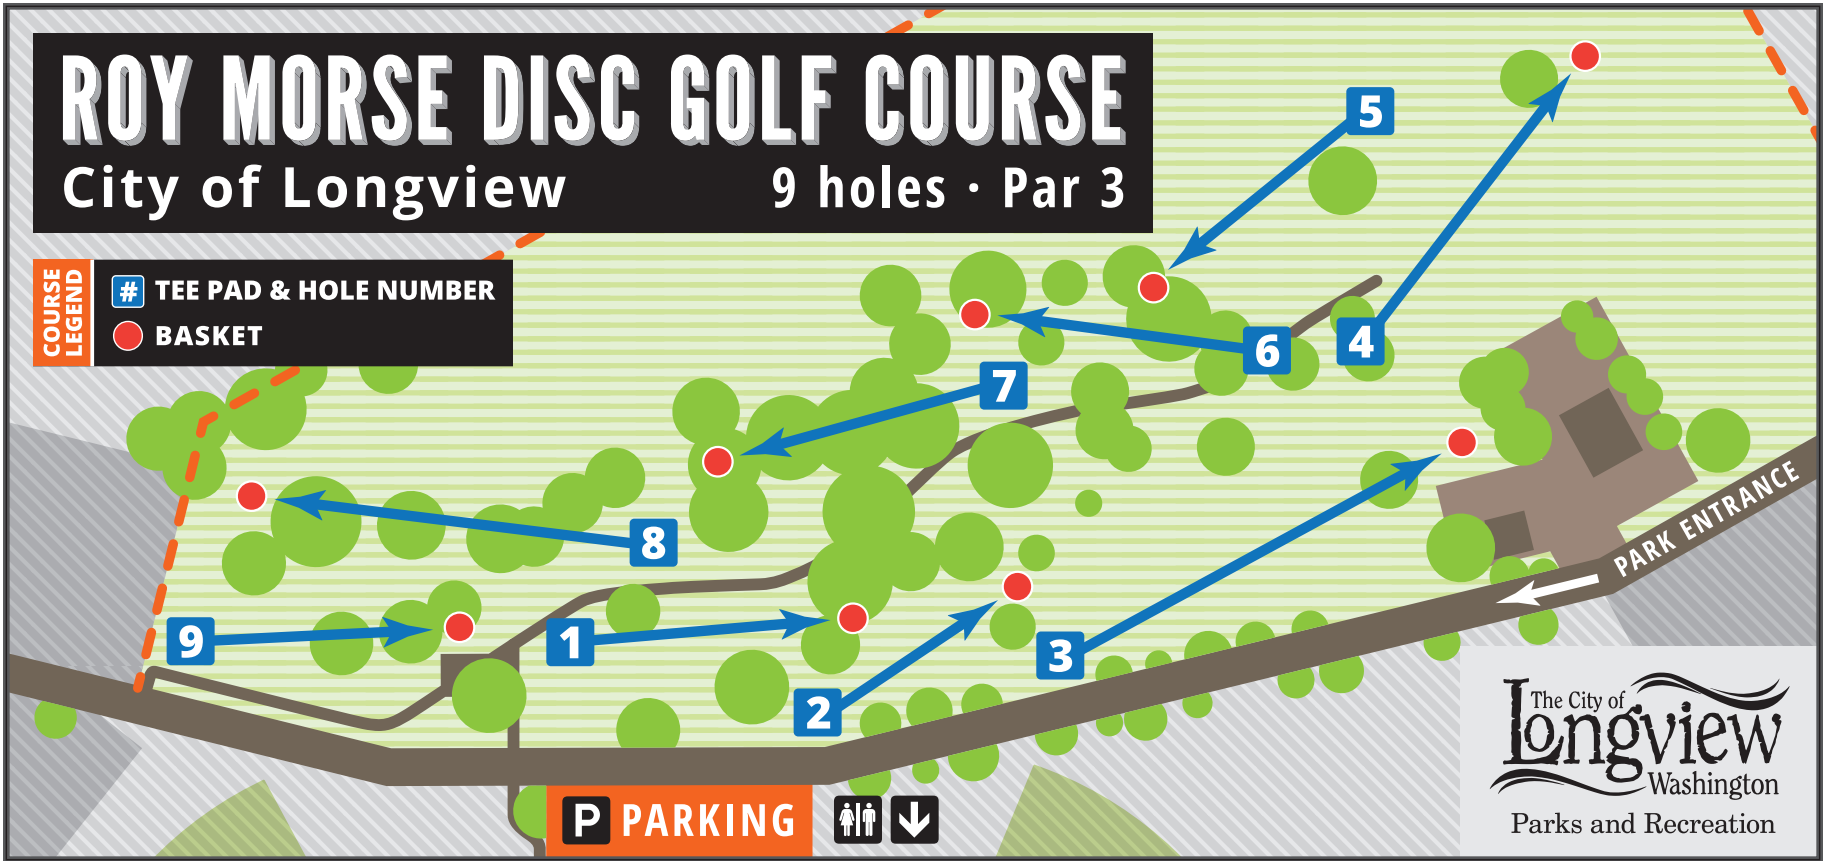 ROY MORSE DISC GOLF COURSE
City of Longview 9 holes · Par 3
COURSE LEGEND
# TEE PAD & HOLE NUMBER
BASKET
5
4
6
7
8
9
1
2
3
PARK ENTRANCE
P PARKING
The City of
Longview
Washington
Parks and Recreation